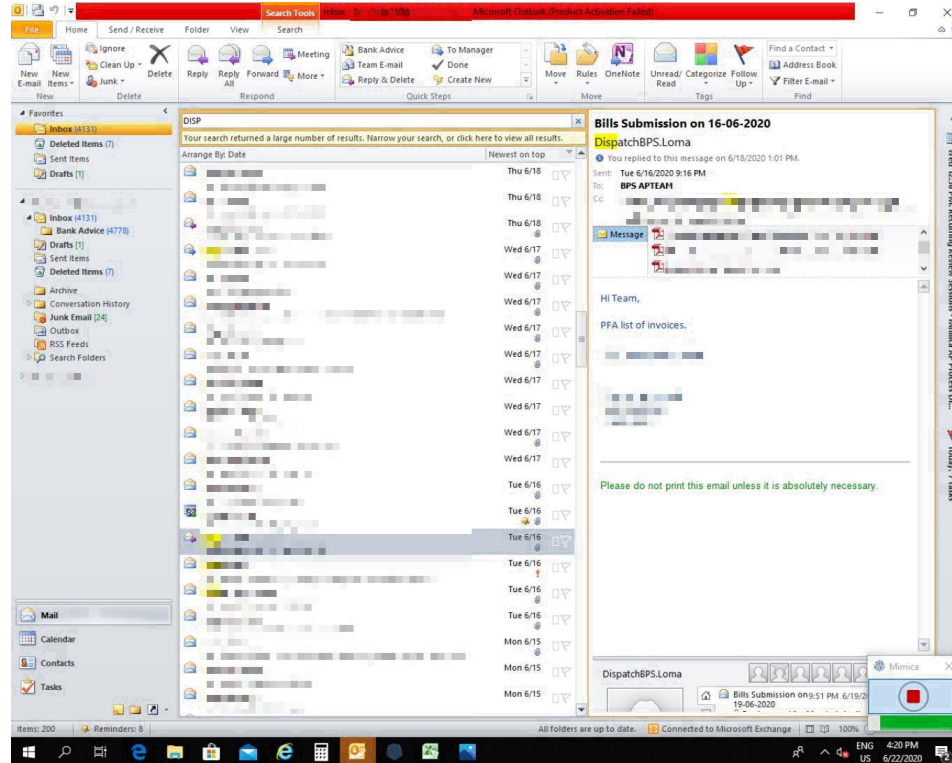 Search Tools
Inbox
Microsoft Outlook (Product Activation Failed)
File Home Send / Receive Folder View Search
New E-mail
New Items
New
Ignore
Clean Up
Junk
Delete
Delete
Reply
Reply All
Forward
Meeting
More
Respond
Bank Advice
Team E-mail
Reply & Delete
To Manager
Done
Create New
Quick Steps
Move
Rules
OneNote
Move
Unread/ Read
Categorize
Follow Up
Tags
Find a Contact
Address Book
Filter E-mail
Find
Favorites
Inbox (4131)
Deleted Items (7)
Sent Items
Drafts [1]
Inbox (4131)
Bank Advice (4778)
Drafts [1]
Sent Items
Deleted Items (7)
Archive
Conversation History
Junk Email [24]
Outbox
RSS Feeds
Search Folders
Mail
Calendar
Contacts
Tasks
DISP
Your search returned a large number of results. Narrow your search, or click here to view all results.
Arrange By: Date Newest on top
Thu 6/18
Thu 6/18
Thu 6/18
Wed 6/17
Wed 6/17
Wed 6/17
Wed 6/17
Wed 6/17
Wed 6/17
Wed 6/17
Wed 6/17
Wed 6/17
Tue 6/16
Tue 6/16
Tue 6/16
Tue 6/16
Tue 6/16
Tue 6/16
Mon 6/15
Mon 6/15
Mon 6/15
Bills Submission on 16-06-2020
DispatchBPS.Loma
You replied to this message on 6/18/2020 1:01 PM.
Sent: Tue 6/16/2020 9:16 PM
To: BPS APTEAM
Cc:
Message
Hi Team,
PFA list of invoices.
Please do not print this email unless it is absolutely necessary.
DispatchBPS.Loma
Bills Submission on 9:51 PM 6/19/2
19-06-2020
Mimica
Items: 200 Reminders: 8 All folders are up to date. Connected to Microsoft Exchange 100%
ENG
US
4:20 PM
6/22/2020